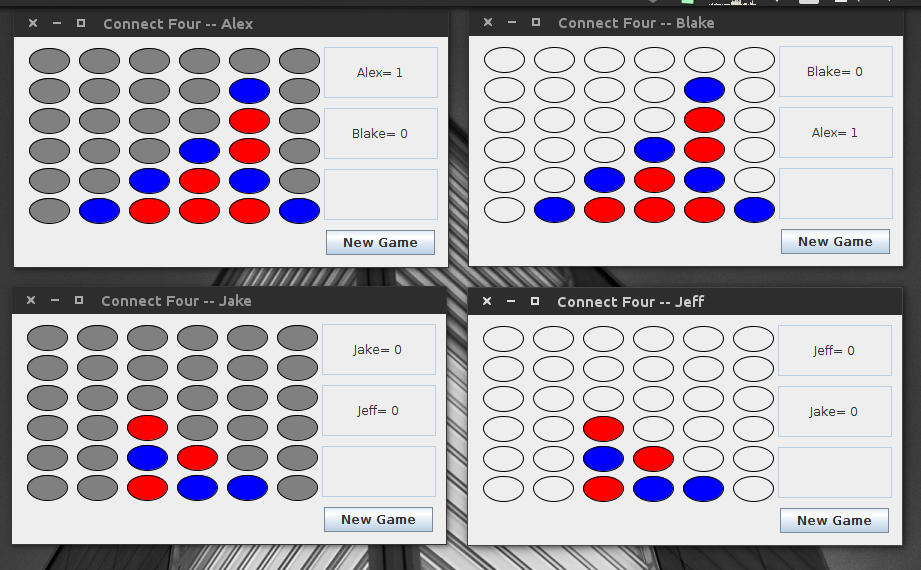 Connect Four -- Alex
Alex= 1
Blake= 0
New Game
Connect Four -- Blake
Blake= 0
Alex= 1
New Game
Connect Four -- Jake
Jake= 0
Jeff= 0
New Game
Connect Four -- Jeff
Jeff= 0
Jake= 0
New Game